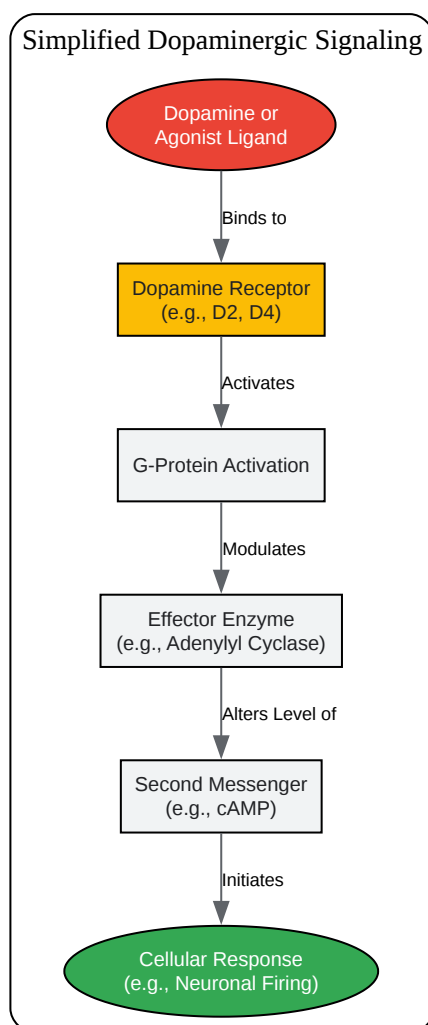 Simplified Dopaminergic Signaling
Dopamine or
Agonist Ligand
Binds to
Dopamine Receptor
(e.g., D2, D4)
Activates
G-Protein Activation
Modulates
Effector Enzyme
(e.g., Adenylyl Cyclase)
Alters Level of
Second Messenger
(e.g., cAMP)
Initiates
Cellular Response
(e.g., Neuronal Firing)